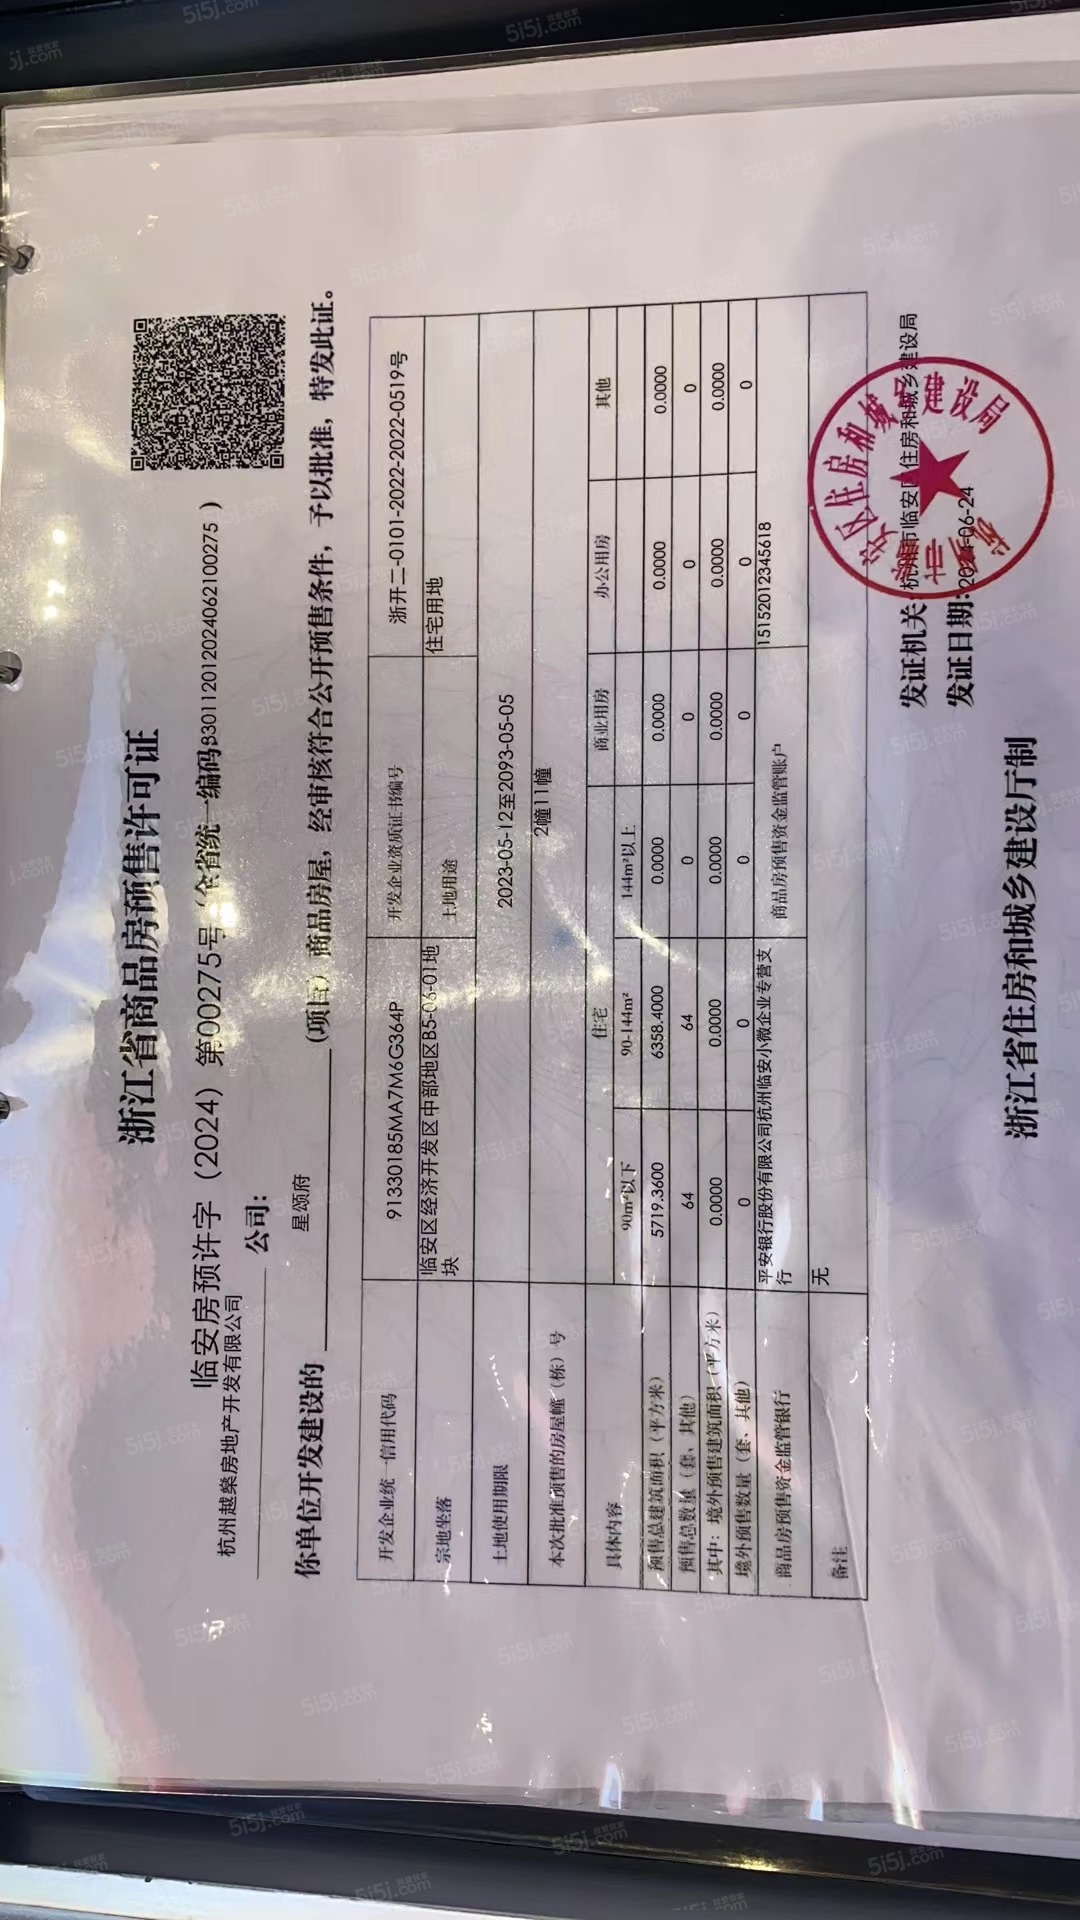 浙江省商品房预售许可证
临安房预许字（2024）第00275号（全省统一编码330112012024062100275）
杭州越樂房地产开发有限公司
公司：
你单位开发建设的 星颂府 （项目）商品房屋，经审核符合公开预售条件，予以批准，特发此证。
开发企业统一信用代码 91330185MA7M6G364P 开发企业资质证书编号 浙开二-0101-2022-2022-0519号
宗地坐落 临安区经济开发区中部地区B5-06-01地块 土地用途 住宅用地
土地使用期限 2023-05-12至2093-05-05
本次批准预售的房屋幢（栋）号 2幢11幢
具体内容 住宅 商业用房 办公用房 其他
90m²以下 90-144m² 144m²以上
预售总建筑面积（平方米） 5719.3600 6358.4000 0.0000 0.0000 0.0000 0.0000
预售总数量（套、其他） 64 64 0 0 0 0
其中：境外预售建筑面积（平方米） 0.0000 0.0000 0.0000 0.0000 0.0000 0.0000
境外预售数量（套、其他） 0 0 0 0 0 0
商品房预售资金监管银行 平安银行股份有限公司杭州临安小微企业专营支行 商品房预售资金监管账户 15152012345618
备注 无
发证机关：杭州市临安区住房和城乡建设局
发证日期：2024-06-24
浙江省住房和城乡建设厅制